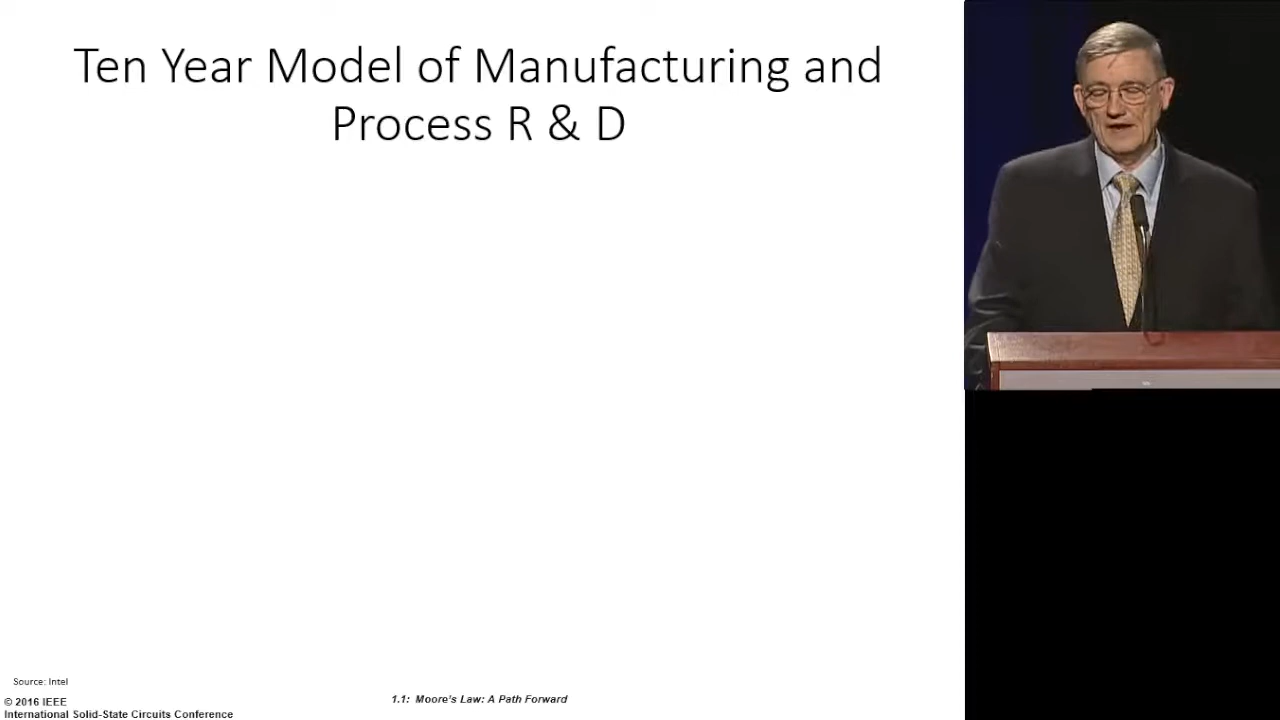 Ten Year Model of Manufacturing and
Process R & D
Source: Intel
© 2016 IEEE
International Solid-State Circuits Conference
1.1: Moore's Law: A Path Forward